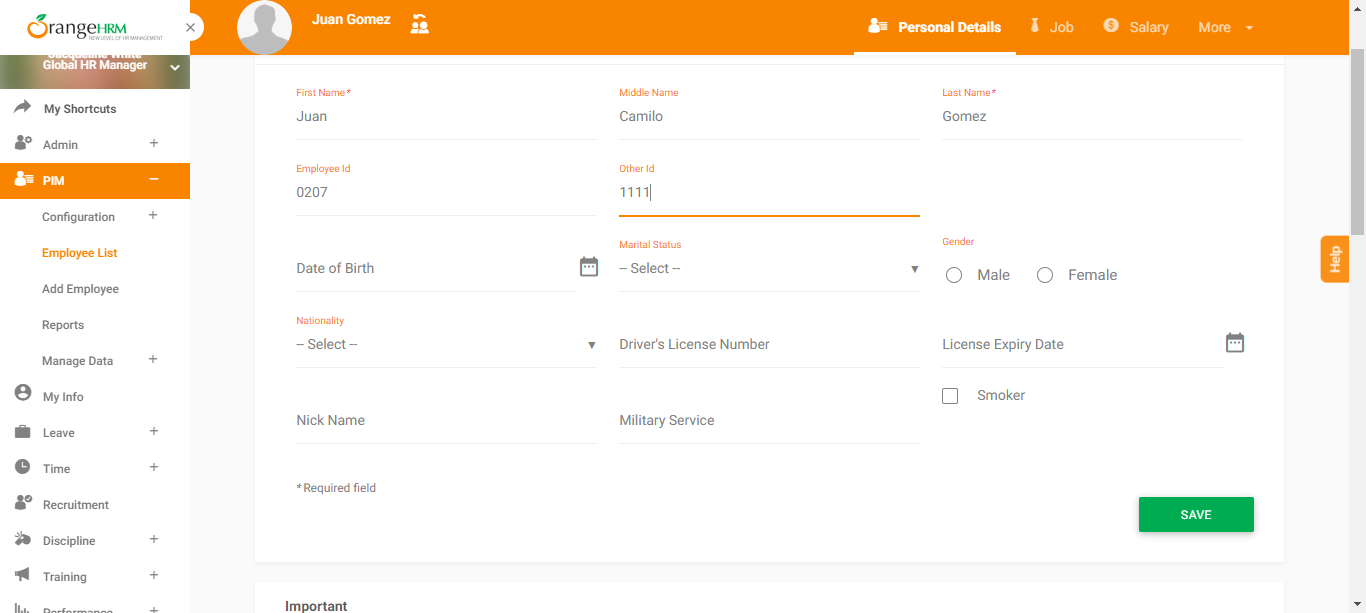 OrangeHRM
NEW LEVEL OF HR MANAGEMENT
Juan Gomez
Personal Details
Job
Salary
More
Jacqueline White
Global HR Manager
My Shortcuts
Admin
PIM
Configuration
Employee List
Add Employee
Reports
Manage Data
My Info
Leave
Time
Recruitment
Discipline
Training
Performance
First Name*
Juan
Middle Name
Camilo
Last Name*
Gomez
Employee Id
0207
Other Id
1111
Date of Birth
Marital Status
-- Select --
Gender
Male
Female
Nationality
-- Select --
Driver's License Number
License Expiry Date
Smoker
Nick Name
Military Service
* Required field
SAVE
Important
Help